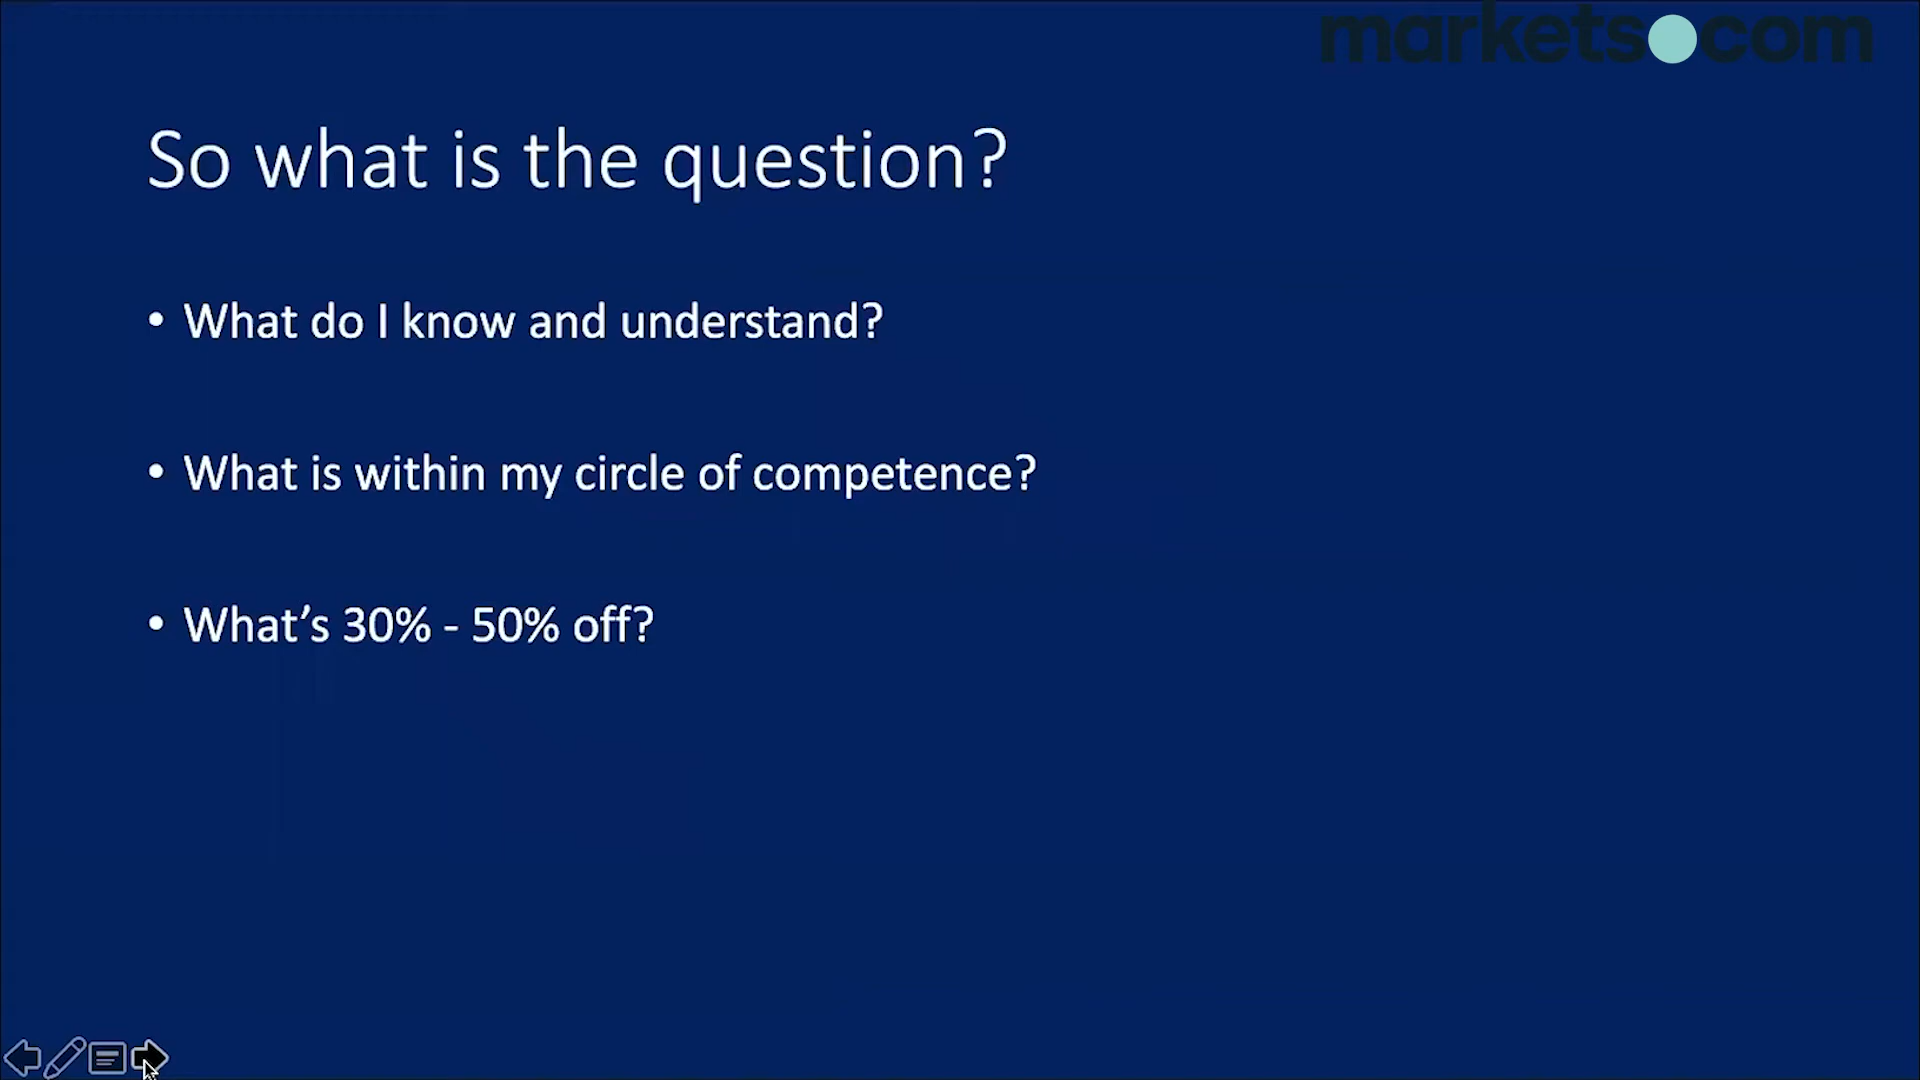 markets.com
So what is the question?
• What do I know and understand?
• What is within my circle of competence?
• What's 30% - 50% off?